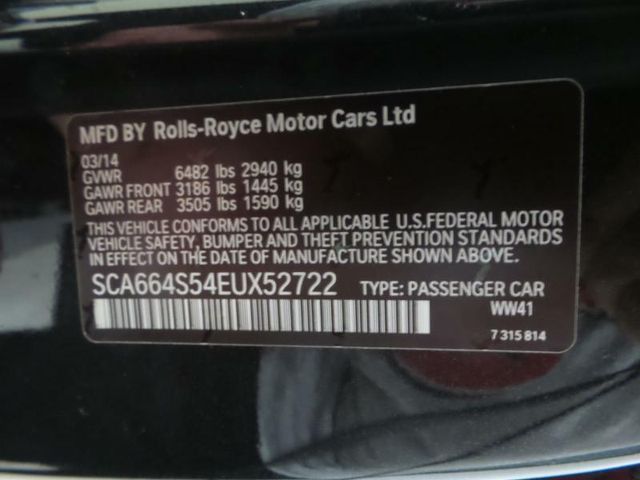 MFD BY Rolls-Royce Motor Cars Ltd
03/14
GVWR 6482 lbs 2940 kg
GAWR FRONT 3186 lbs 1445 kg
GAWR REAR 3505 lbs 1590 kg
THIS VEHICLE CONFORMS TO ALL APPLICABLE U.S.FEDERAL MOTOR
VEHICLE SAFETY, BUMPER AND THEFT PREVENTION STANDARDS
IN EFFECT ON THE DATE OF MANUFACTURE SHOWN ABOVE.
SCA664S54EUX52722 TYPE: PASSENGER CAR
WW41
7 315 814